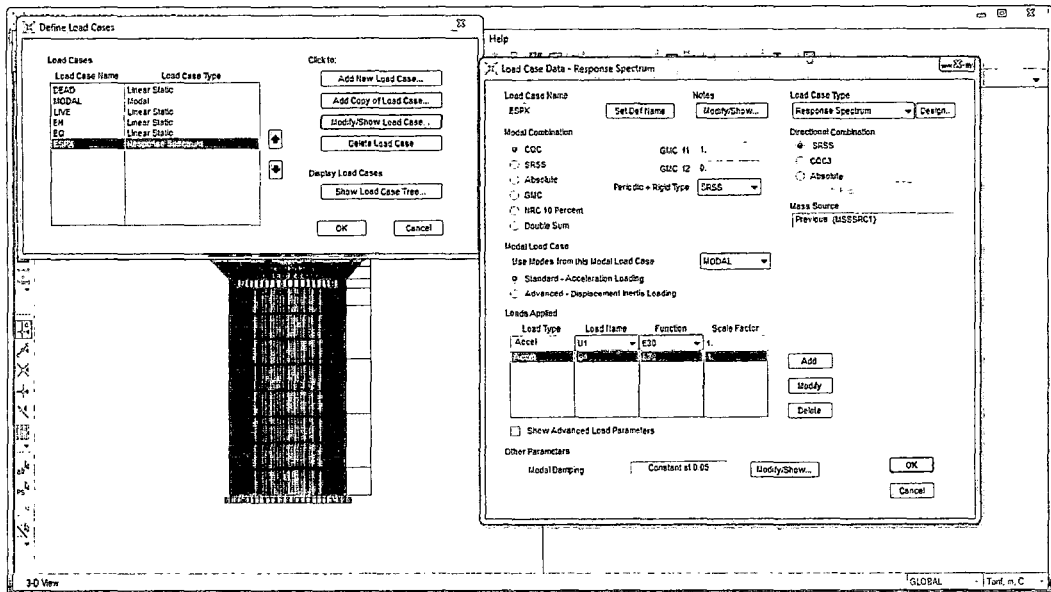 Define Load Cases
Load Cases
Load Case Name Load Case Type
DEAD Linear Static
MODAL Modal
LIVE Linear Static
EH Linear Static
EQ Linear Static
ESPX Response Spectrum
Click to:
Add New Load Case...
Add Copy of Load Case...
Modify/Show Load Case...
Delete Load Case
Display Load Cases
Show Load Case Tree...
OK Cancel
Help
Load Case Data - Response Spectrum
Load Case Name
ESPX
Set Def Name
Notes
Modify/Show...
Load Case Type
Response Spectrum
Design...
Modal Combination
CQC
SRSS
Absolute
GMC
NRC 10 Percent
Double Sum
GMC f1 1.
GMC f2 0.
Periodic + Rigid Type SRSS
Directional Combination
SRSS
CQC3
Absolute
Mass Source
Previous (MSSSRC1)
Modal Load Case
Use Modes from this Modal Load Case MODAL
Standard - Acceleration Loading
Advanced - Displacement Inertia Loading
Loads Applied
Load Type Load Name Function Scale Factor
Accel U1 E30 1.
Add
Modify
Delete
Show Advanced Load Parameters
Other Parameters
Modal Damping Constant at 0.05 Modify/Show...
OK
Cancel
3-D View
GLOBAL
Tonf, m, C